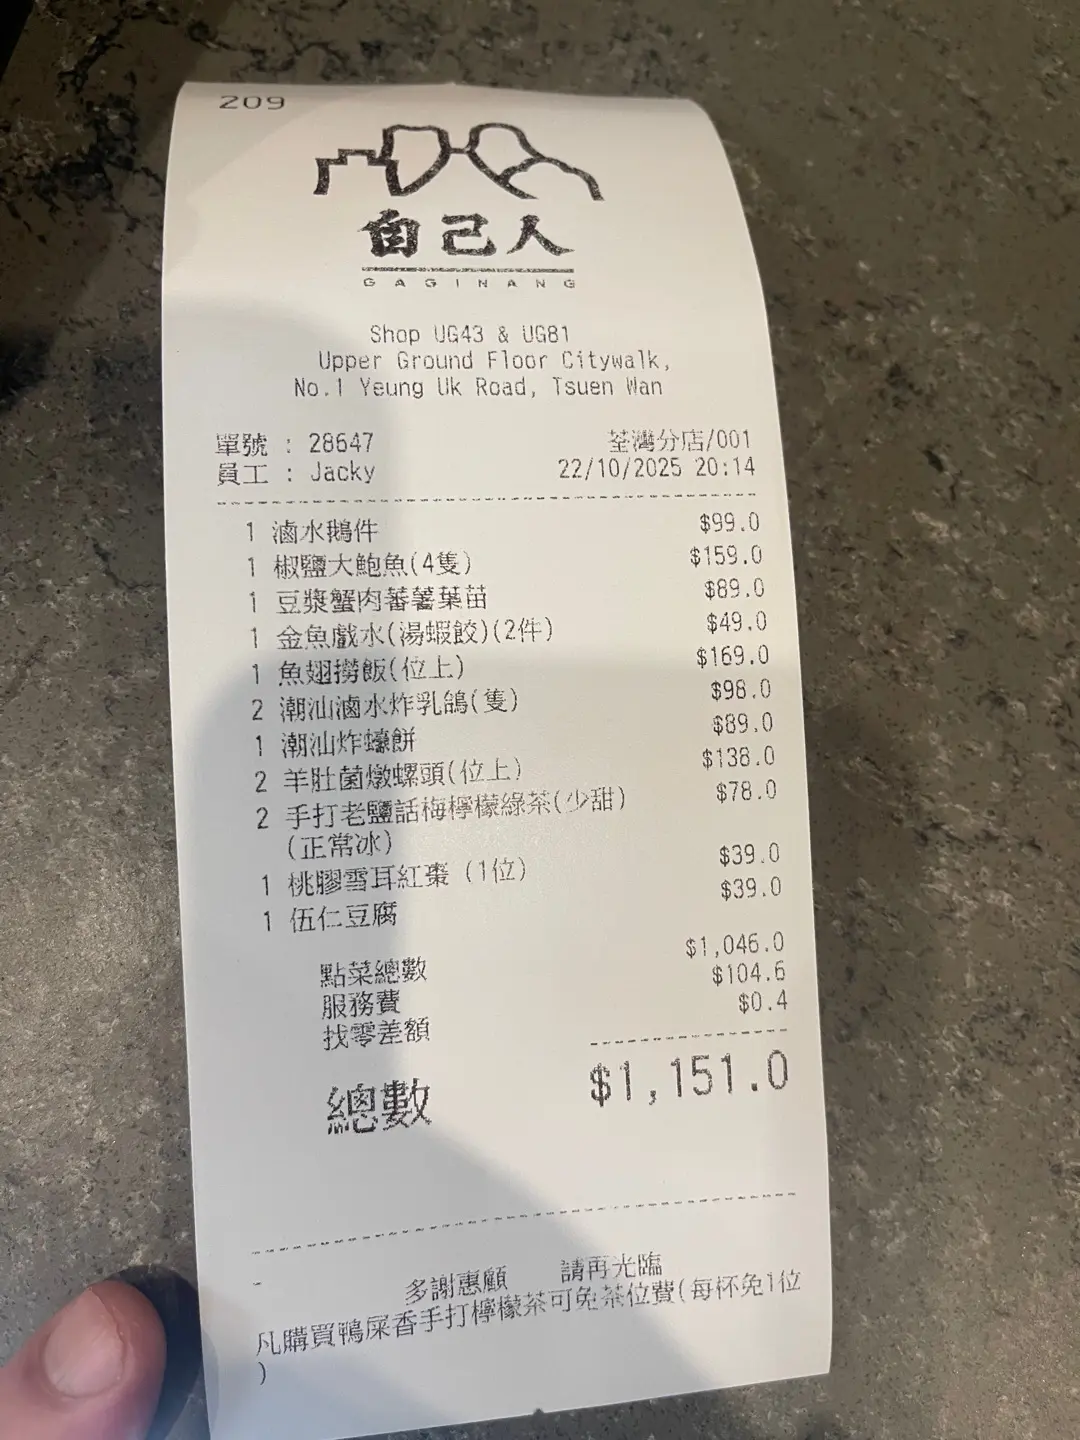 209
自己人
GAGINANG
Shop UG43 & UG81
Upper Ground Floor Citywalk,
No.1 Yeung Uk Road, Tsuen Wan
單號 : 28647 荃灣分店/001
員工 : Jacky 22/10/2025 20:14
1 滷水鵝件 $99.0
1 椒鹽大鮑魚(4隻) $159.0
1 豆漿蟹肉蕃薯葉苗 $89.0
1 金魚戲水(湯蝦餃)(2件) $49.0
1 魚翅撈飯(位上) $169.0
2 潮汕滷水炸乳鴿(隻) $98.0
1 潮汕炸蠔餅 $89.0
2 羊肚菌燉螺頭(位上) $138.0
2 手打老鹽話梅檸檬綠茶(少甜) $78.0
(正常冰)
1 桃膠雪耳紅棗 (1位) $39.0
1 伍仁豆腐 $39.0
點菜總數 $1,046.0
服務費 $104.6
找零差額 $0.4
總數 $1,151.0
-
多謝惠顧 請再光臨
凡購買鴨屎香手打檸檬茶可免茶位費(每杯免1位
)